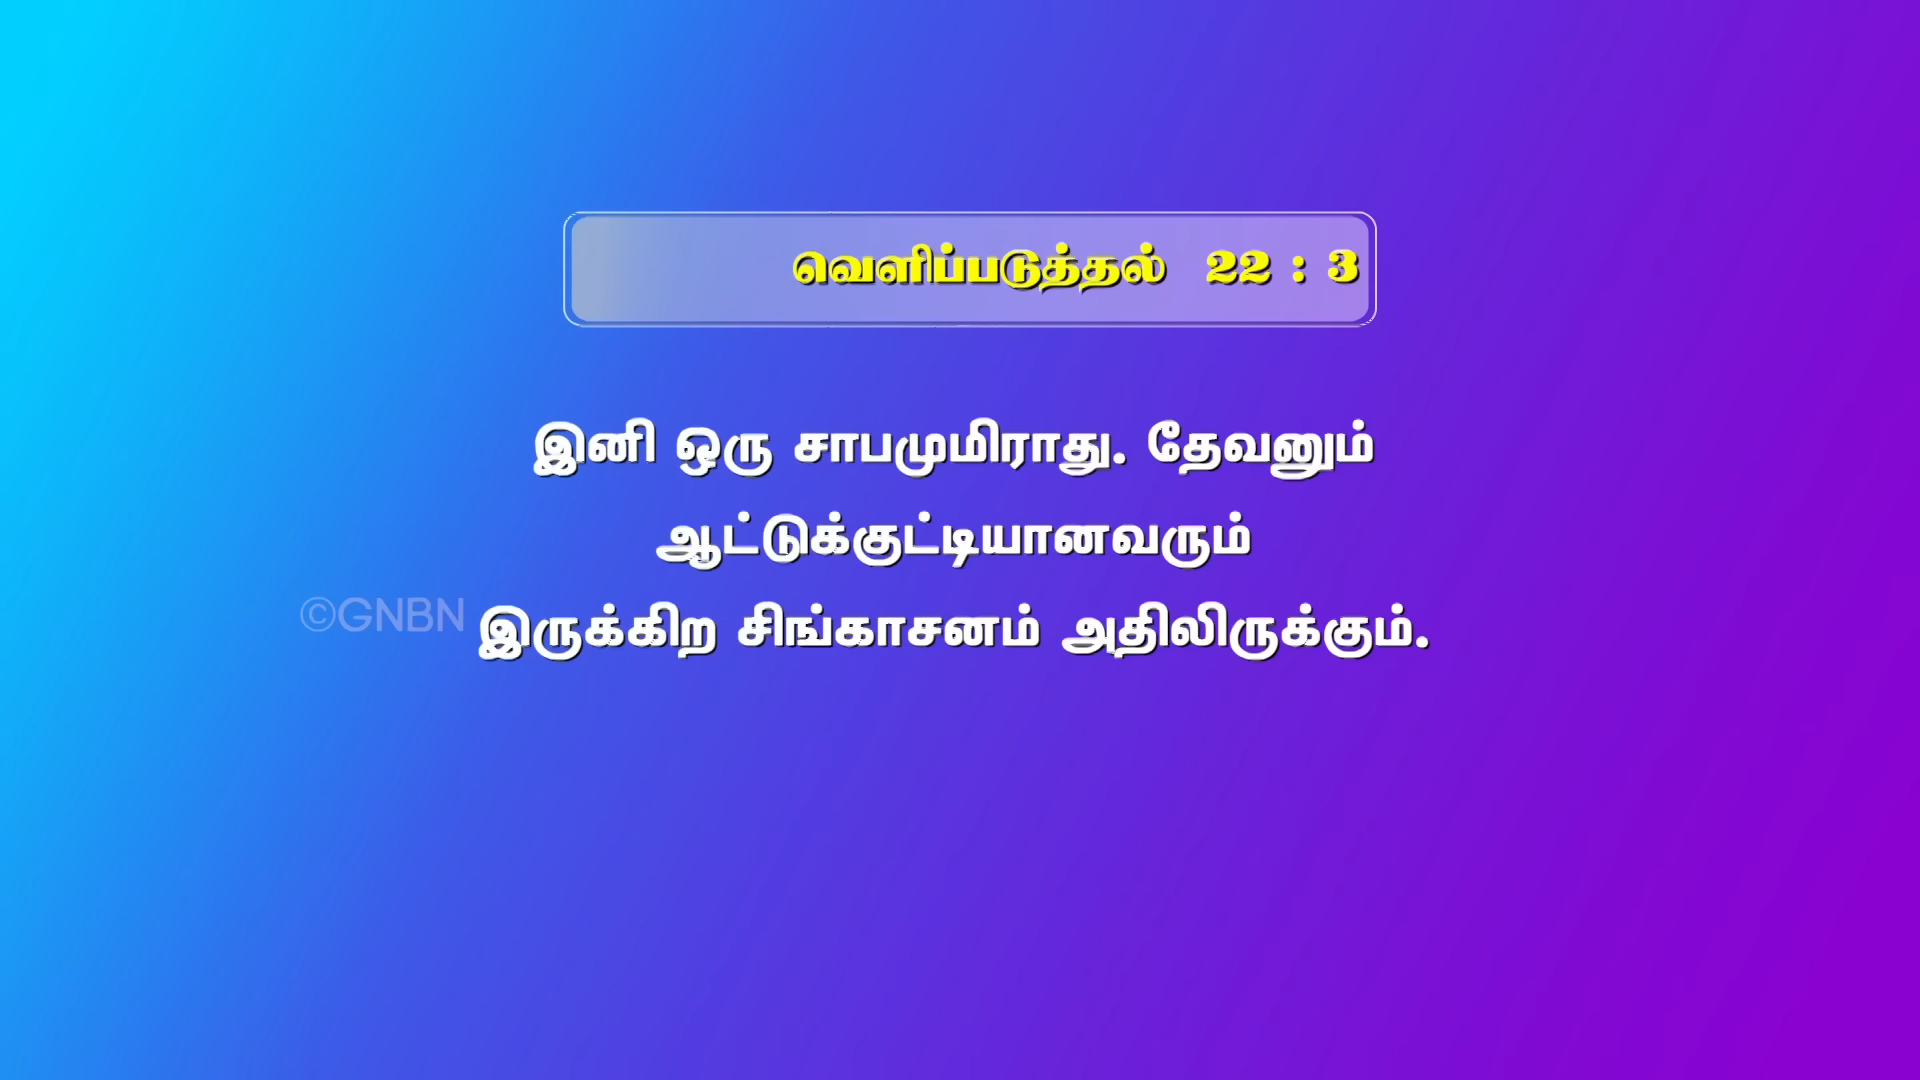 வெளிப்படுத்தல் 22 : 3
இனி ஒரு சாபமுமிராது. தேவனும்
ஆட்டுக்குட்டியானவரும்
இருக்கிற சிங்காசனம் அதிலிருக்கும்.
©GNBN